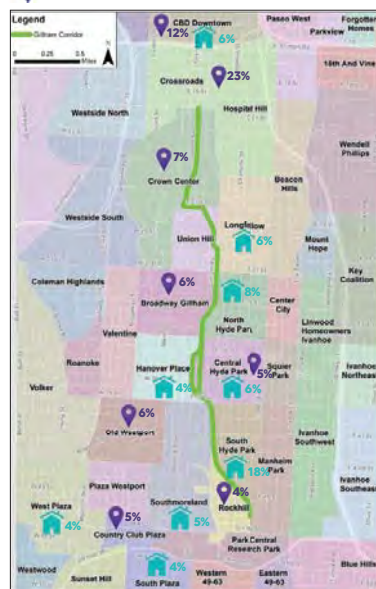 Legend
Gillham Corridor
0 0.25 0.5
Miles
N
CBD Downtown
12%
6%
Paseo West
Forgotten
Homes
Parkview
18th And Vine
Crossroads
23%
Westside North
Hospital Hill
Wendell
Phillips
7%
Crown Center
Beacon
Hills
Westside South
Longfellow
Union Hill
6%
Mount
Hope
Key
Coalition
Coleman Highlands
6%
Broadway Gillham
8%
Center
City
North
Hyde Park
Linwood
Homeowners
Ivanhoe
Valentine
Roanoke
Hanover Place
4%
Central
Hyde Park
5%
6%
Squier
Park
Ivanhoe
Northeast
Volker
6%
Old Westport
South
Hyde Park
18%
Manheim
Park
Ivanhoe
Southwest
Ivanhoe
Southeast
Plaza Westport
4%
Rockhill
West Plaza
4%
5%
Country Club Plaza
Southmoreland
5%
Park Central
Research Park
Westwood
Sunset Hill
4%
South Plaza
Western
49-63
Eastern
49-63
Blue Hills